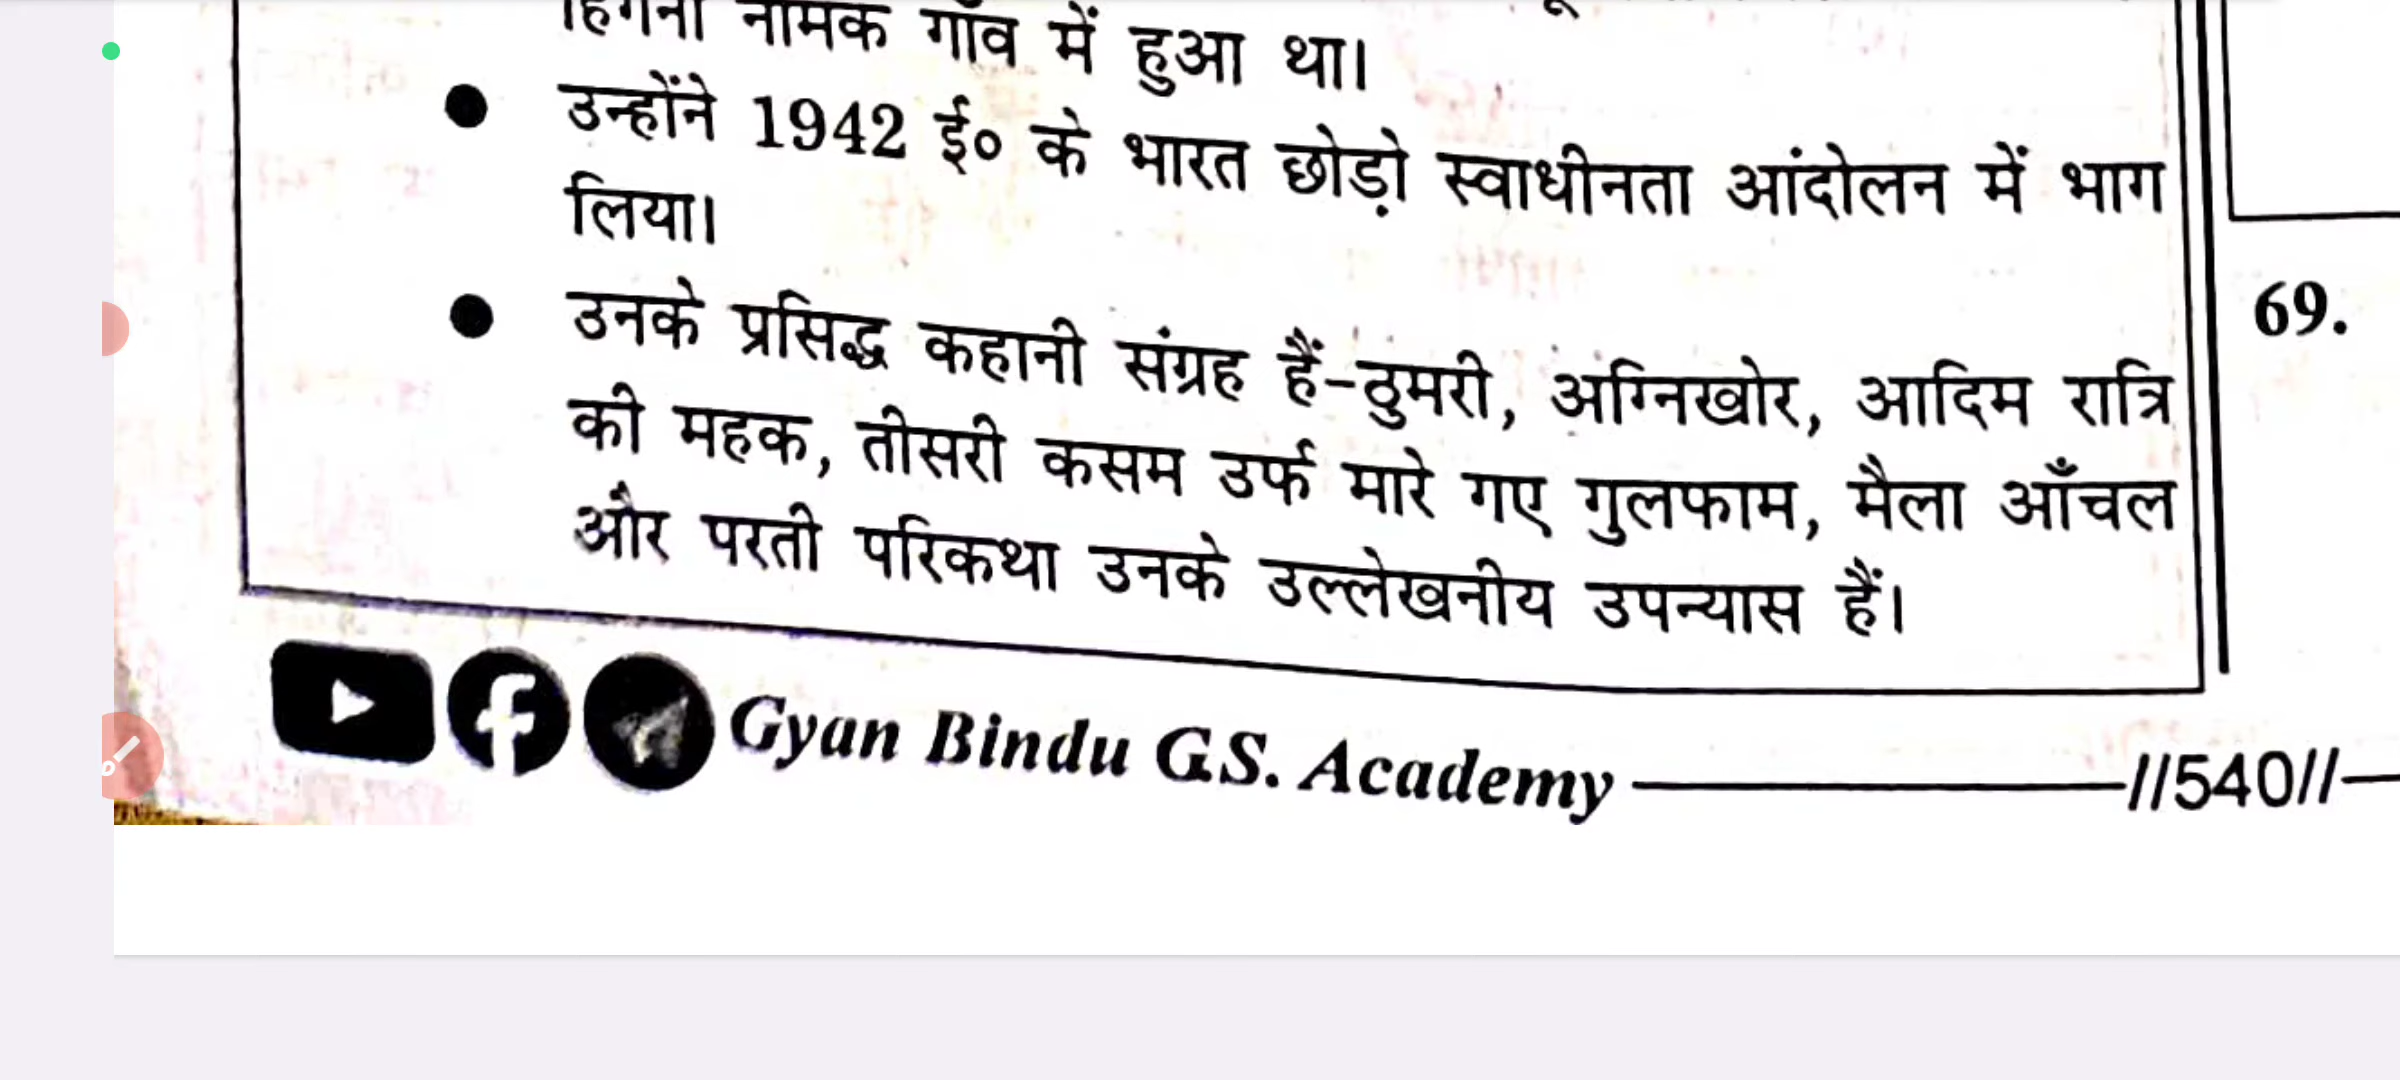 नामक गाँव में हुआ था।
उन्होंने 1942 ई० के भारत छोड़ो स्वाधीनता आंदोलन में भाग
लिया।
उनके प्रसिद्ध कहानी संग्रह हैं-ठुमरी, अग्निखोर, आदिम रात्रि
की महक, तीसरी कसम उर्फ मारे गए गुलफाम, मैला आँचल
और परती परिकथा उनके उल्लेखनीय उपन्यास हैं।
69.
Gyan Bindu G.S. Academy
//540//